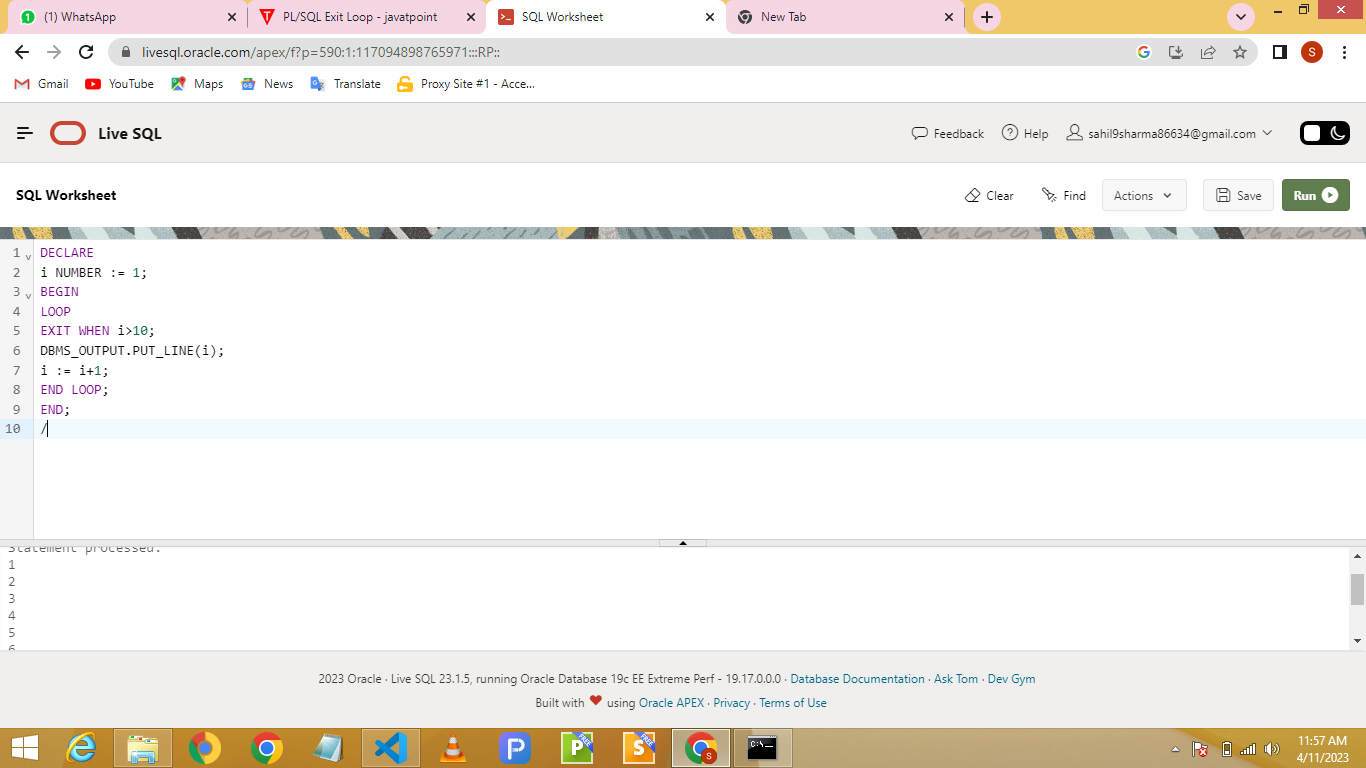 (1) WhatsApp
PL/SQL Exit Loop - javatpoint
SQL Worksheet
New Tab
livesql.oracle.com/apex/f?p=590:1:117094898765971:::RP::
S
Gmail
YouTube
Maps
News
Translate
Proxy Site #1 - Acce...
Live SQL
Feedback
Help
sahil9sharma86634@gmail.com
SQL Worksheet
Clear
Find
Actions
Save
Run
1 DECLARE
2 i NUMBER := 1;
3 BEGIN
4 LOOP
5 EXIT WHEN i>10;
6 DBMS_OUTPUT.PUT_LINE(i);
7 i := i+1;
8 END LOOP;
9 END;
10 /
Statement processed.
1
2
3
4
5
6
2023 Oracle · Live SQL 23.1.5, running Oracle Database 19c EE Extreme Perf - 19.17.0.0.0 · Database Documentation · Ask Tom · Dev Gym
Built with ❤ using Oracle APEX · Privacy · Terms of Use
11:57 AM
4/11/2023